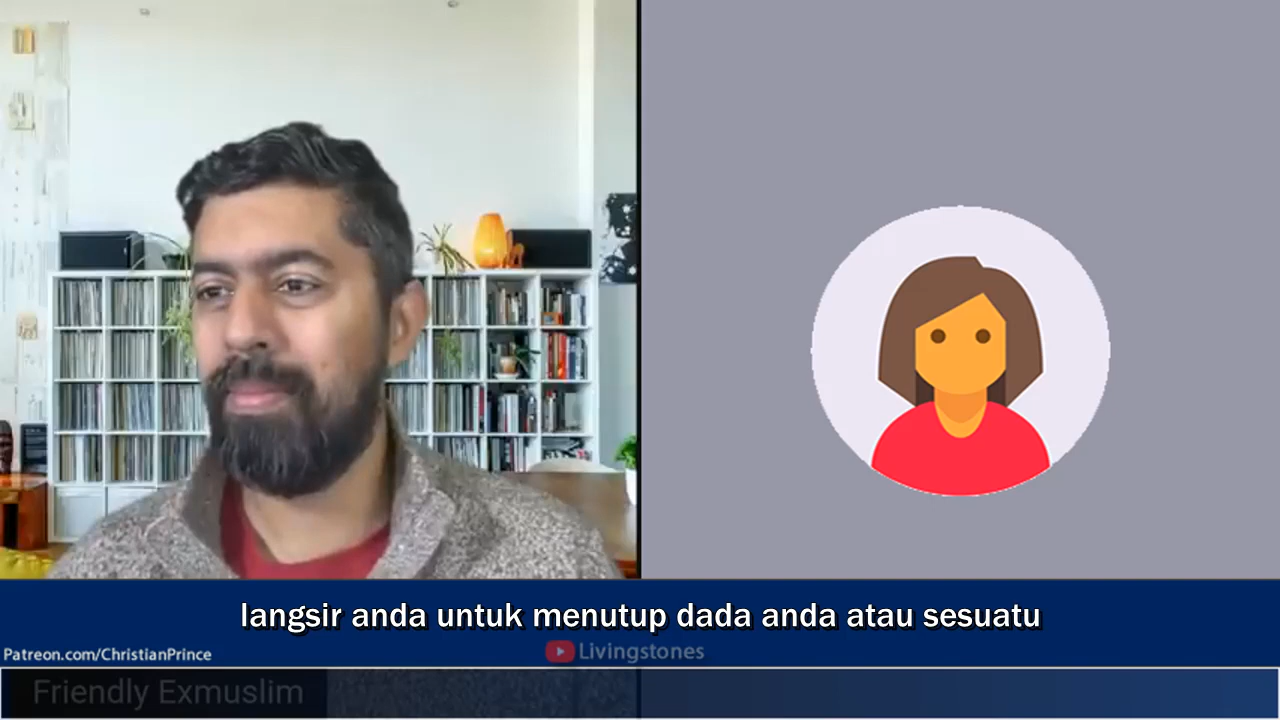 langsir anda untuk menutup dada anda atau sesuatu
Patreon.com/ChristianPrince
Livingstones
Friendly Exmuslim